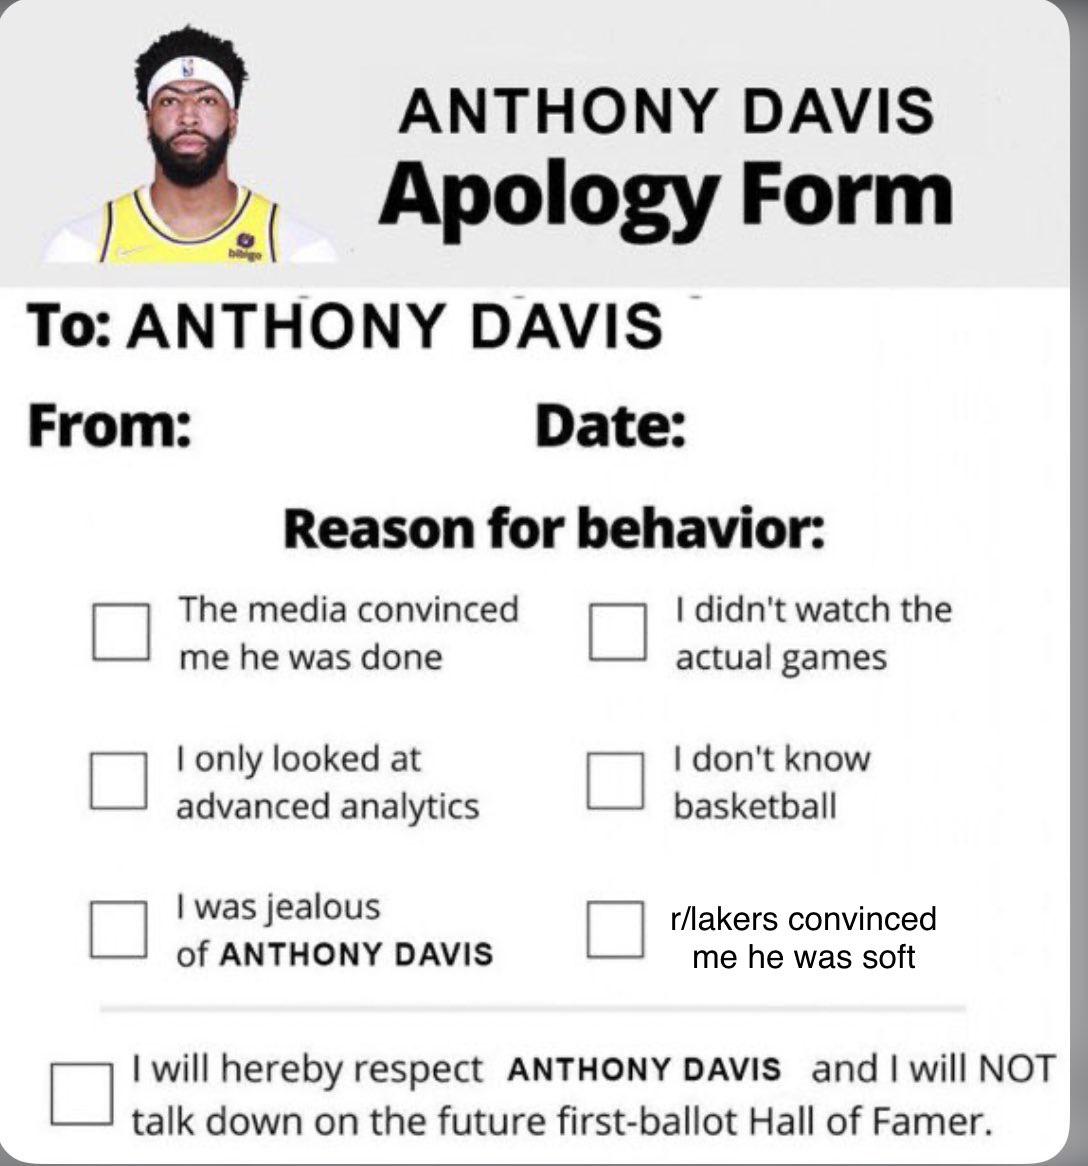 ANTHONY DAVIS
Apology Form
bibigo
To: ANTHONY DAVIS
From: Date:
Reason for behavior:
The media convinced
me he was done
I didn't watch the
actual games
I only looked at
advanced analytics
I don't know
basketball
I was jealous
of ANTHONY DAVIS
r/lakers convinced
me he was soft
I will hereby respect ANTHONY DAVIS and I will NOT
talk down on the future first-ballot Hall of Famer.